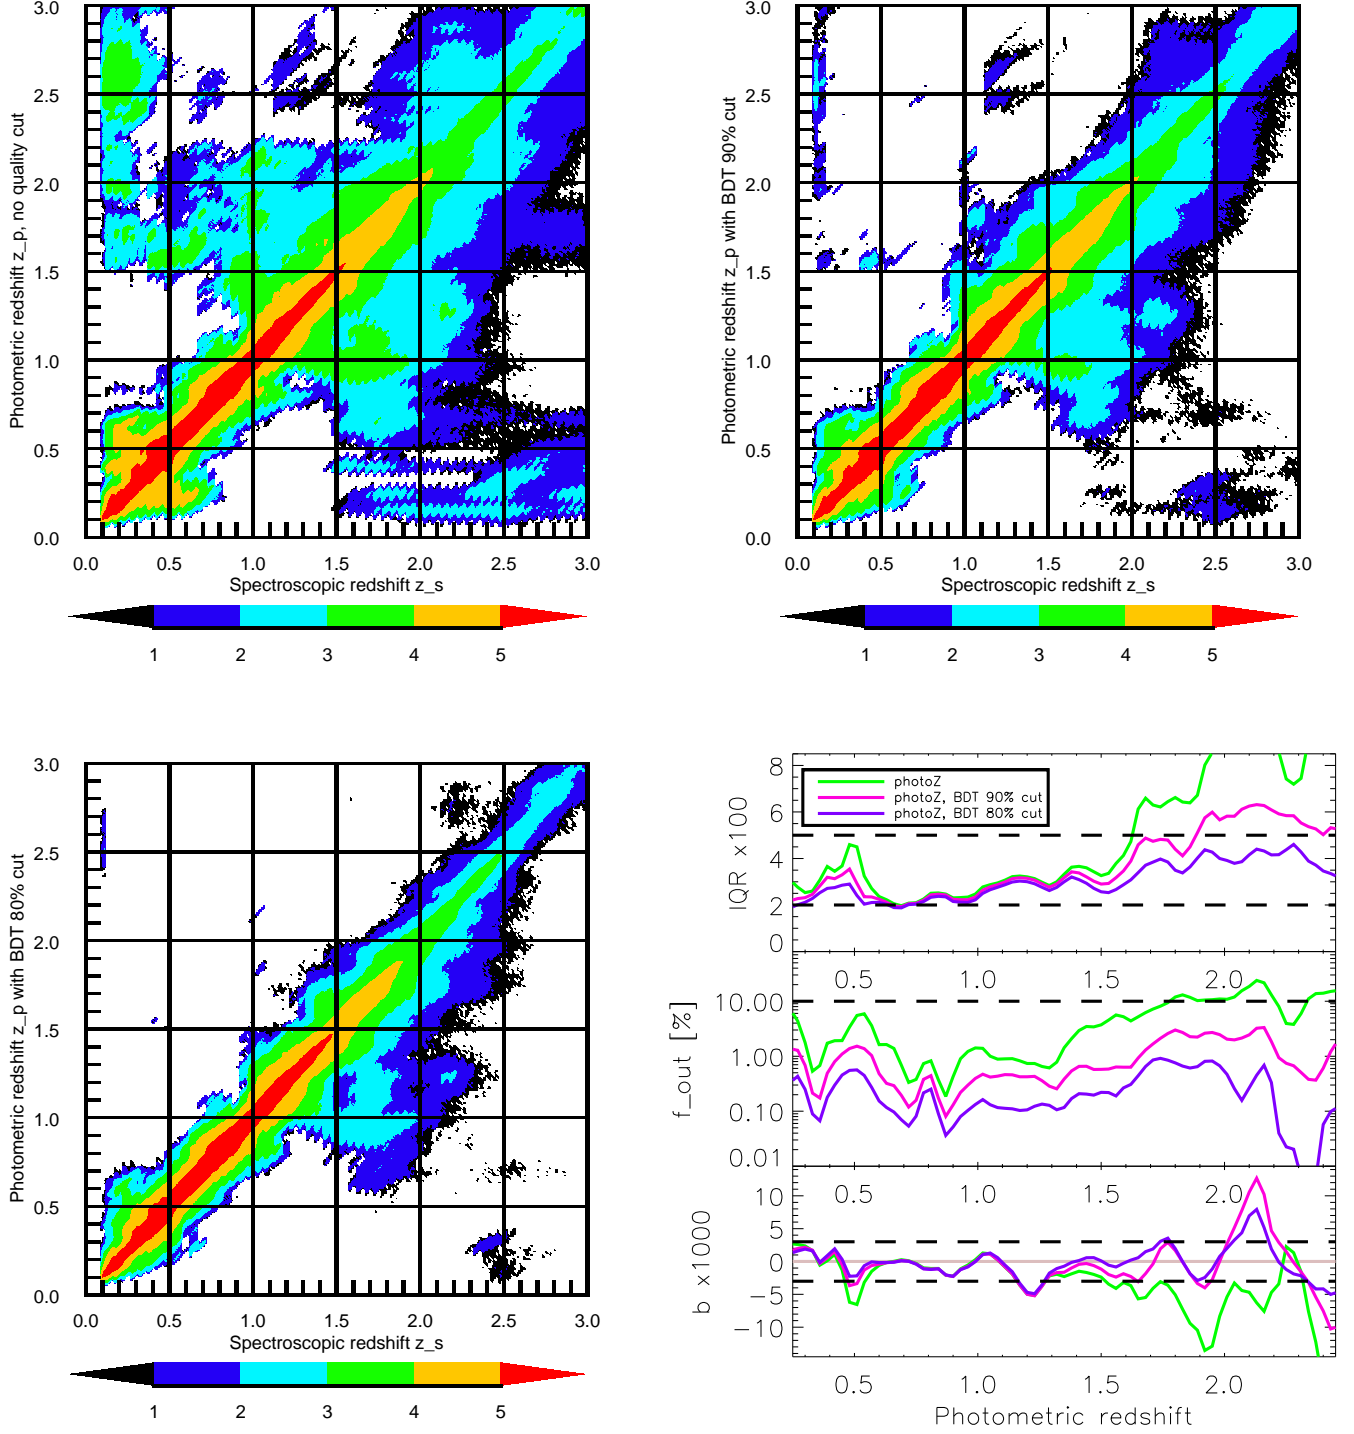 Photometric redshift z_p, no quality cut
3.0
2.5
2.0
1.5
1.0
0.5
0.0
0.0 0.5 1.0 1.5 2.0 2.5 3.0
Spectroscopic redshift z_s
1 2 3 4 5
Photometric redshift z_p with BDT 90% cut
3.0
2.5
2.0
1.5
1.0
0.5
0.0
0.0 0.5 1.0 1.5 2.0 2.5 3.0
Spectroscopic redshift z_s
1 2 3 4 5
Photometric redshift z_p with BDT 80% cut
3.0
2.5
2.0
1.5
1.0
0.5
0.0
0.0 0.5 1.0 1.5 2.0 2.5 3.0
Spectroscopic redshift z_s
1 2 3 4 5
IQR x100
8
6
4
2
0
photoZ
photoZ, BDT 90% cut
photoZ, BDT 80% cut
f_out [%]
0.5 1.0 1.5 2.0
10.00
1.00
0.10
0.01
b x1000
0.5 1.0 1.5 2.0
10
5
0
-5
-10
0.5 1.0 1.5 2.0
Photometric redshift